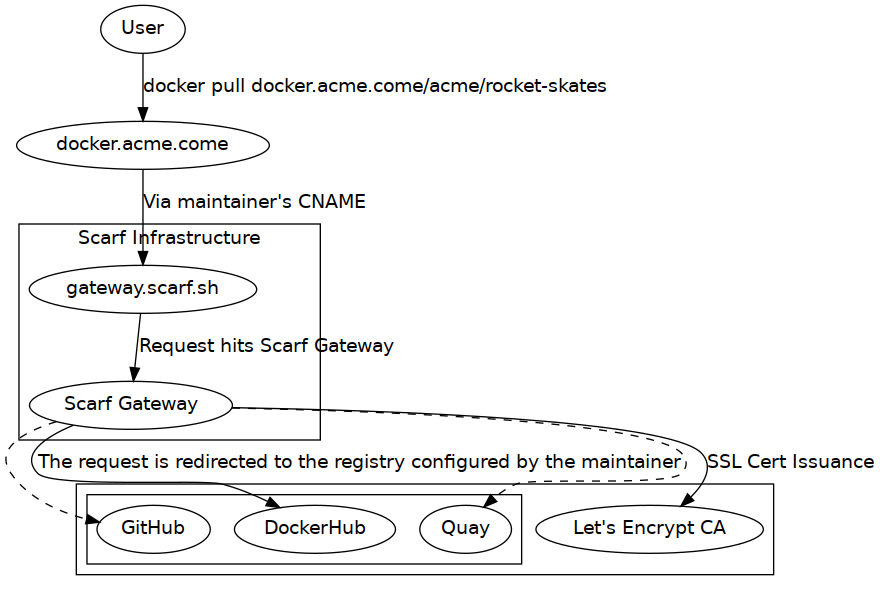 User
docker pull docker.acme.come/acme/rocket-skates
docker.acme.come
Via maintainer's CNAME
Scarf Infrastructure
gateway.scarf.sh
Request hits Scarf Gateway
Scarf Gateway
The request is redirected to the registry configured by the maintainer
SSL Cert Issuance
GitHub
DockerHub
Quay
Let's Encrypt CA